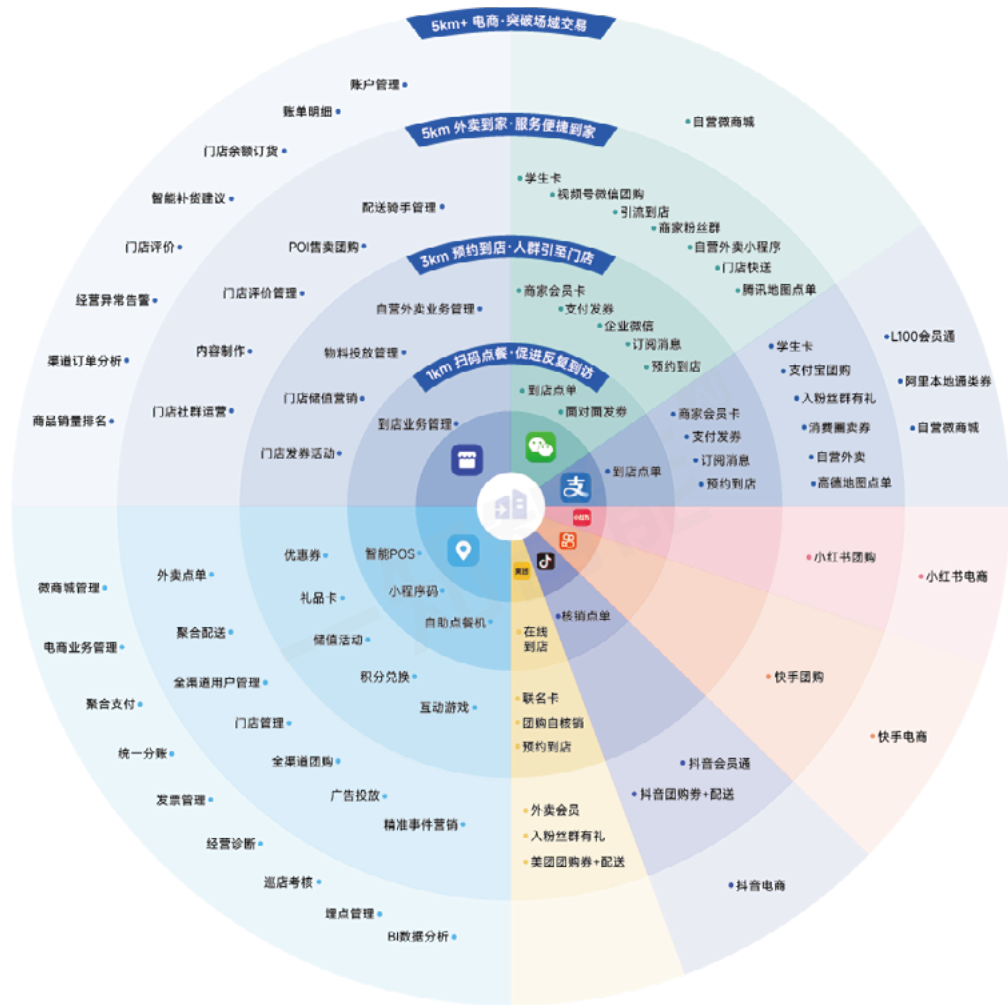 5km+ 电商·突破场域交易
账户管理
账单明细
门店余额订货
智能补货建议
门店评价
经营异常告警
渠道订单分析
商品销量排名
自营微商城
5km 外卖到家·服务便捷到家
配送骑手管理
POI售卖团购
门店评价管理
内容制作
门店社群运营
学生卡
视频号微信团购
引流到店
商家粉丝群
自营外卖小程序
门店快送
腾讯地图点单
3km 预约到店·人群引至门店
自营外卖业务管理
物料投放管理
门店储值营销
门店发券活动
商家会员卡
支付发券
企业微信
订阅消息
预约到店
1km 扫码点餐·促进反复到访
到店业务管理
到店点单
面对面发券
L100会员通
阿里本地通类券
自营微商城
学生卡
支付宝团购
入粉丝群有礼
消费圈卖券
自营外卖
高德地图点单
商家会员卡
支付发券
订阅消息
预约到店
到店点单
支
小红书
小红书团购
小红书电商
快手团购
快手电商
核销点单
抖音会员通
抖音团购券+配送
抖音电商
美团
在线
到店
联名卡
团购自核销
预约到店
外卖会员
入粉丝群有礼
美团团购券+配送
智能POS
小程序码
自助点餐机
优惠券
礼品卡
储值活动
积分兑换
互动游戏
外卖点单
聚合配送
全渠道用户管理
门店管理
全渠道团购
广告投放
精准事件营销
微商城管理
电商业务管理
聚合支付
统一分账
发票管理
经营诊断
巡店考核
埋点管理
BI数据分析